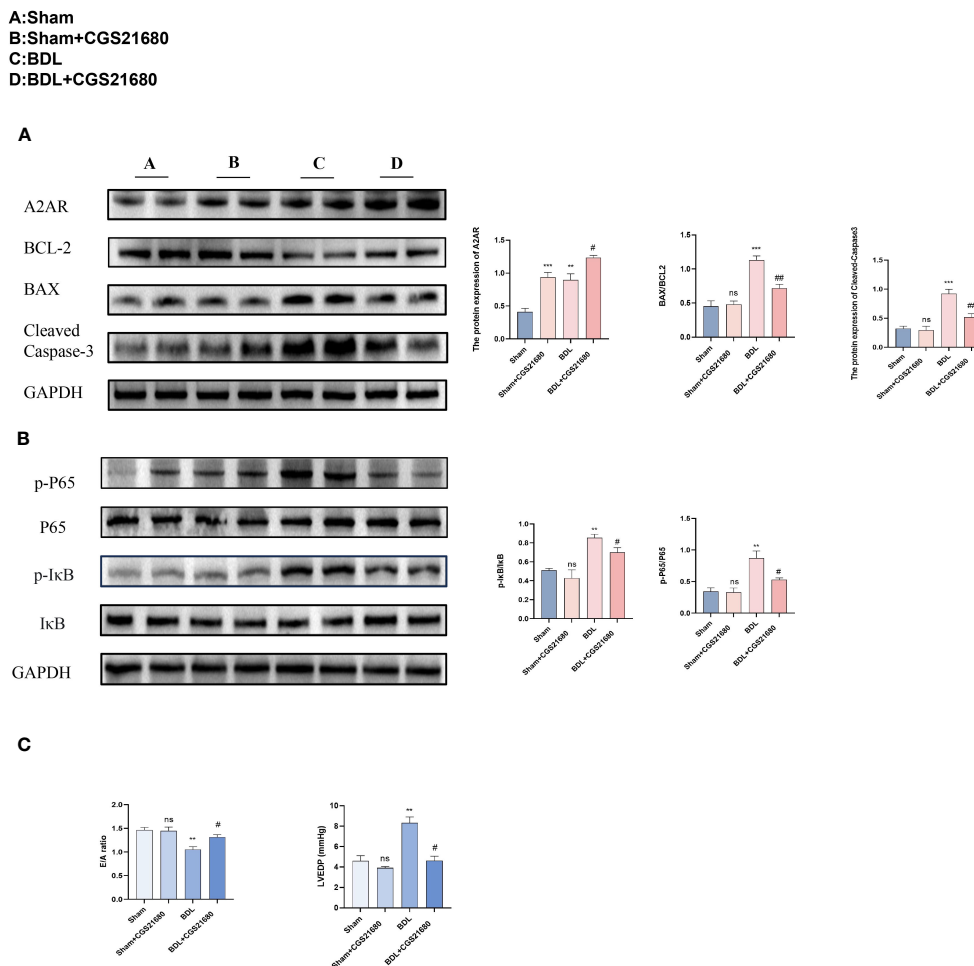 A:Sham
B:Sham+CGS21680
C:BDL
D:BDL+CGS21680
A
A B C D
A2AR
BCL-2
BAX
Cleaved
Caspase-3
GAPDH
The protein expression of A2AR
1.5
1.0
0.5
0.0
***
**
#
Sham
Sham+CGS21680
BDL
BDL+CGS21680
BAX/BCL2
1.5
1.0
0.5
0.0
ns
***
##
Sham
Sham+CGS21680
BDL
BDL+CGS21680
The protein expression of Cleaved-Caspase3
1.5
1.0
0.5
0.0
ns
***
##
Sham
Sham+CGS21680
BDL
BDL+CGS21680
B
p-P65
P65
p-IκB
IκB
GAPDH
p-IκB/IκB
1.0
0.8
0.6
0.4
0.2
0.0
ns
**
#
Sham
Sham+CGS21680
BDL
BDL+CGS21680
p-P65/P65
1.5
1.0
0.5
0.0
ns
**
#
Sham
Sham+CGS21680
BDL
BDL+CGS21680
C
E/A ratio
2.0
1.5
1.0
0.5
0.0
ns
**
#
Sham
Sham+CGS21680
BDL
BDL+CGS21680
LVEDP (mmHg)
10
8
6
4
2
0
ns
**
#
Sham
Sham+CGS21680
BDL
BDL+CGS21680